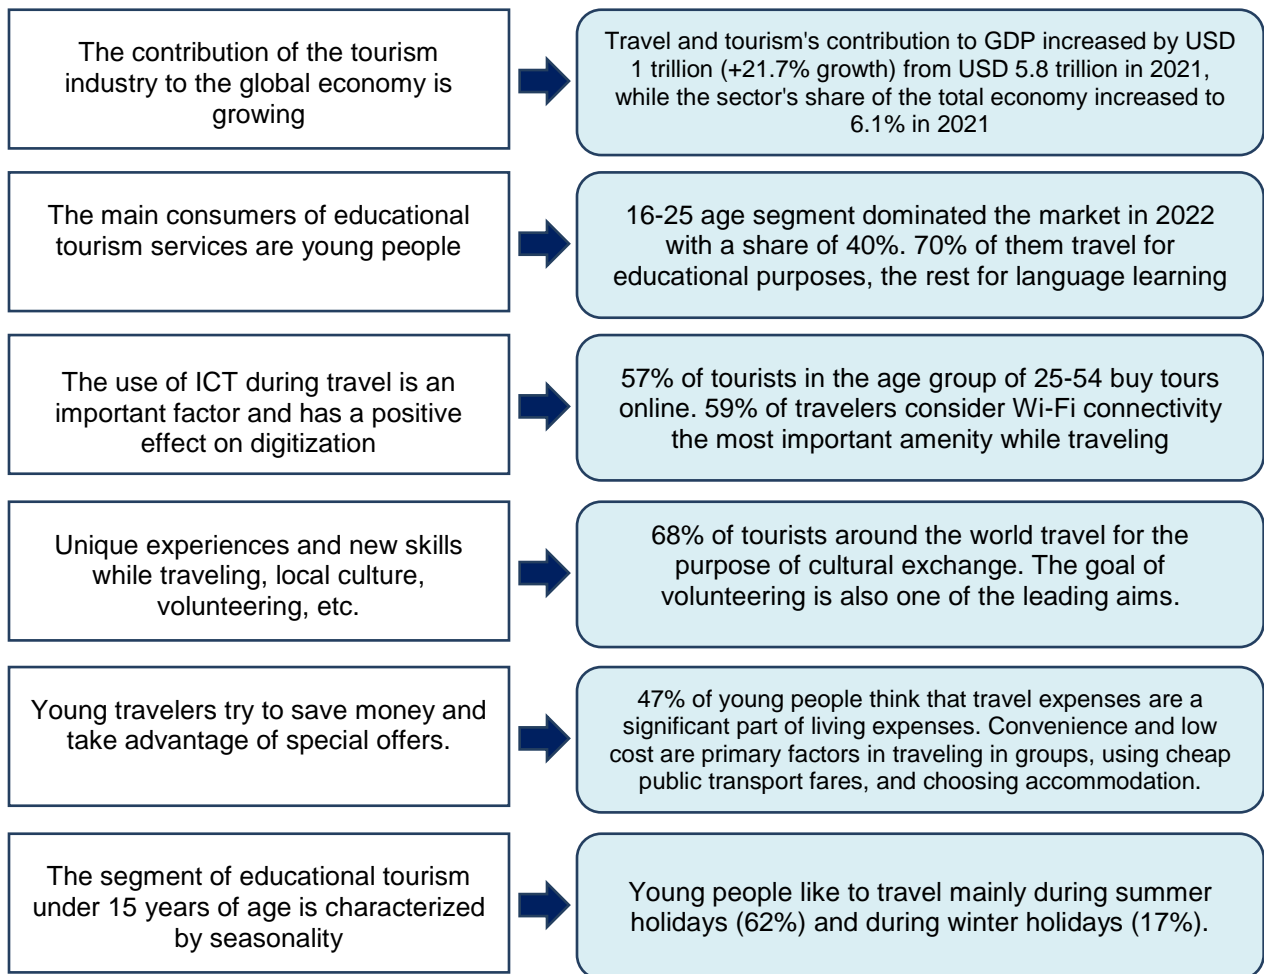 The contribution of the tourism
industry to the global economy is
growing
Travel and tourism's contribution to GDP increased by USD
1 trillion (+21.7% growth) from USD 5.8 trillion in 2021,
while the sector's share of the total economy increased to
6.1% in 2021
The main consumers of educational
tourism services are young people
16-25 age segment dominated the market in 2022
with a share of 40%. 70% of them travel for
educational purposes, the rest for language learning
The use of ICT during travel is an
important factor and has a positive
effect on digitization
57% of tourists in the age group of 25-54 buy tours
online. 59% of travelers consider Wi-Fi connectivity
the most important amenity while traveling
Unique experiences and new skills
while traveling, local culture,
volunteering, etc.
68% of tourists around the world travel for the
purpose of cultural exchange. The goal of
volunteering is also one of the leading aims.
Young travelers try to save money and
take advantage of special offers.
47% of young people think that travel expenses are a
significant part of living expenses. Convenience and low
cost are primary factors in traveling in groups, using cheap
public transport fares, and choosing accommodation.
The segment of educational tourism
under 15 years of age is characterized
by seasonality
Young people like to travel mainly during summer
holidays (62%) and during winter holidays (17%).